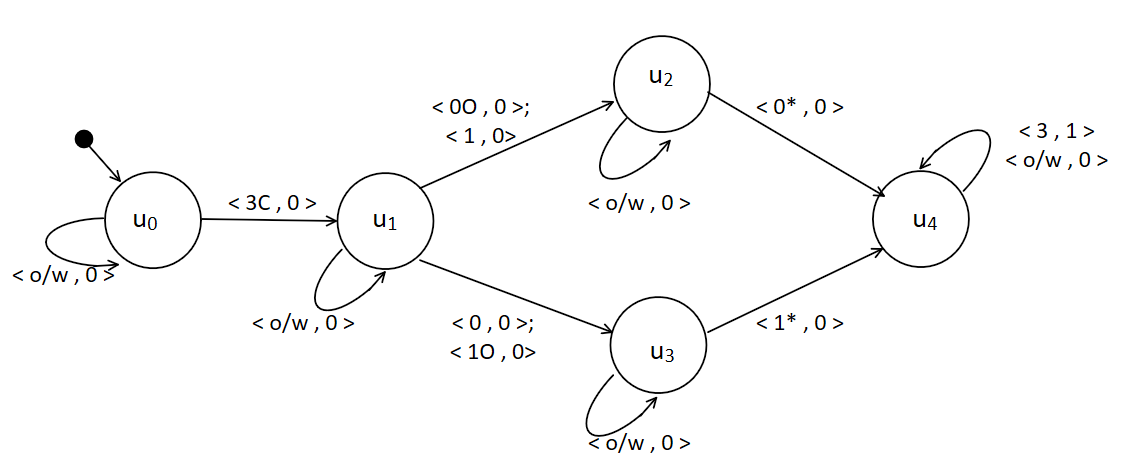 u2
< 0O , 0 >;
< 1 , 0>
< 0* , 0 >
< 3 , 1 >
< o/w , 0 >
< o/w , 0 >
< 3C , 0 >
u0
u1
u4
< o/w , 0 >
< o/w , 0 >
< 0 , 0 >;
< 1O , 0>
< 1* , 0 >
u3
< o/w , 0 >